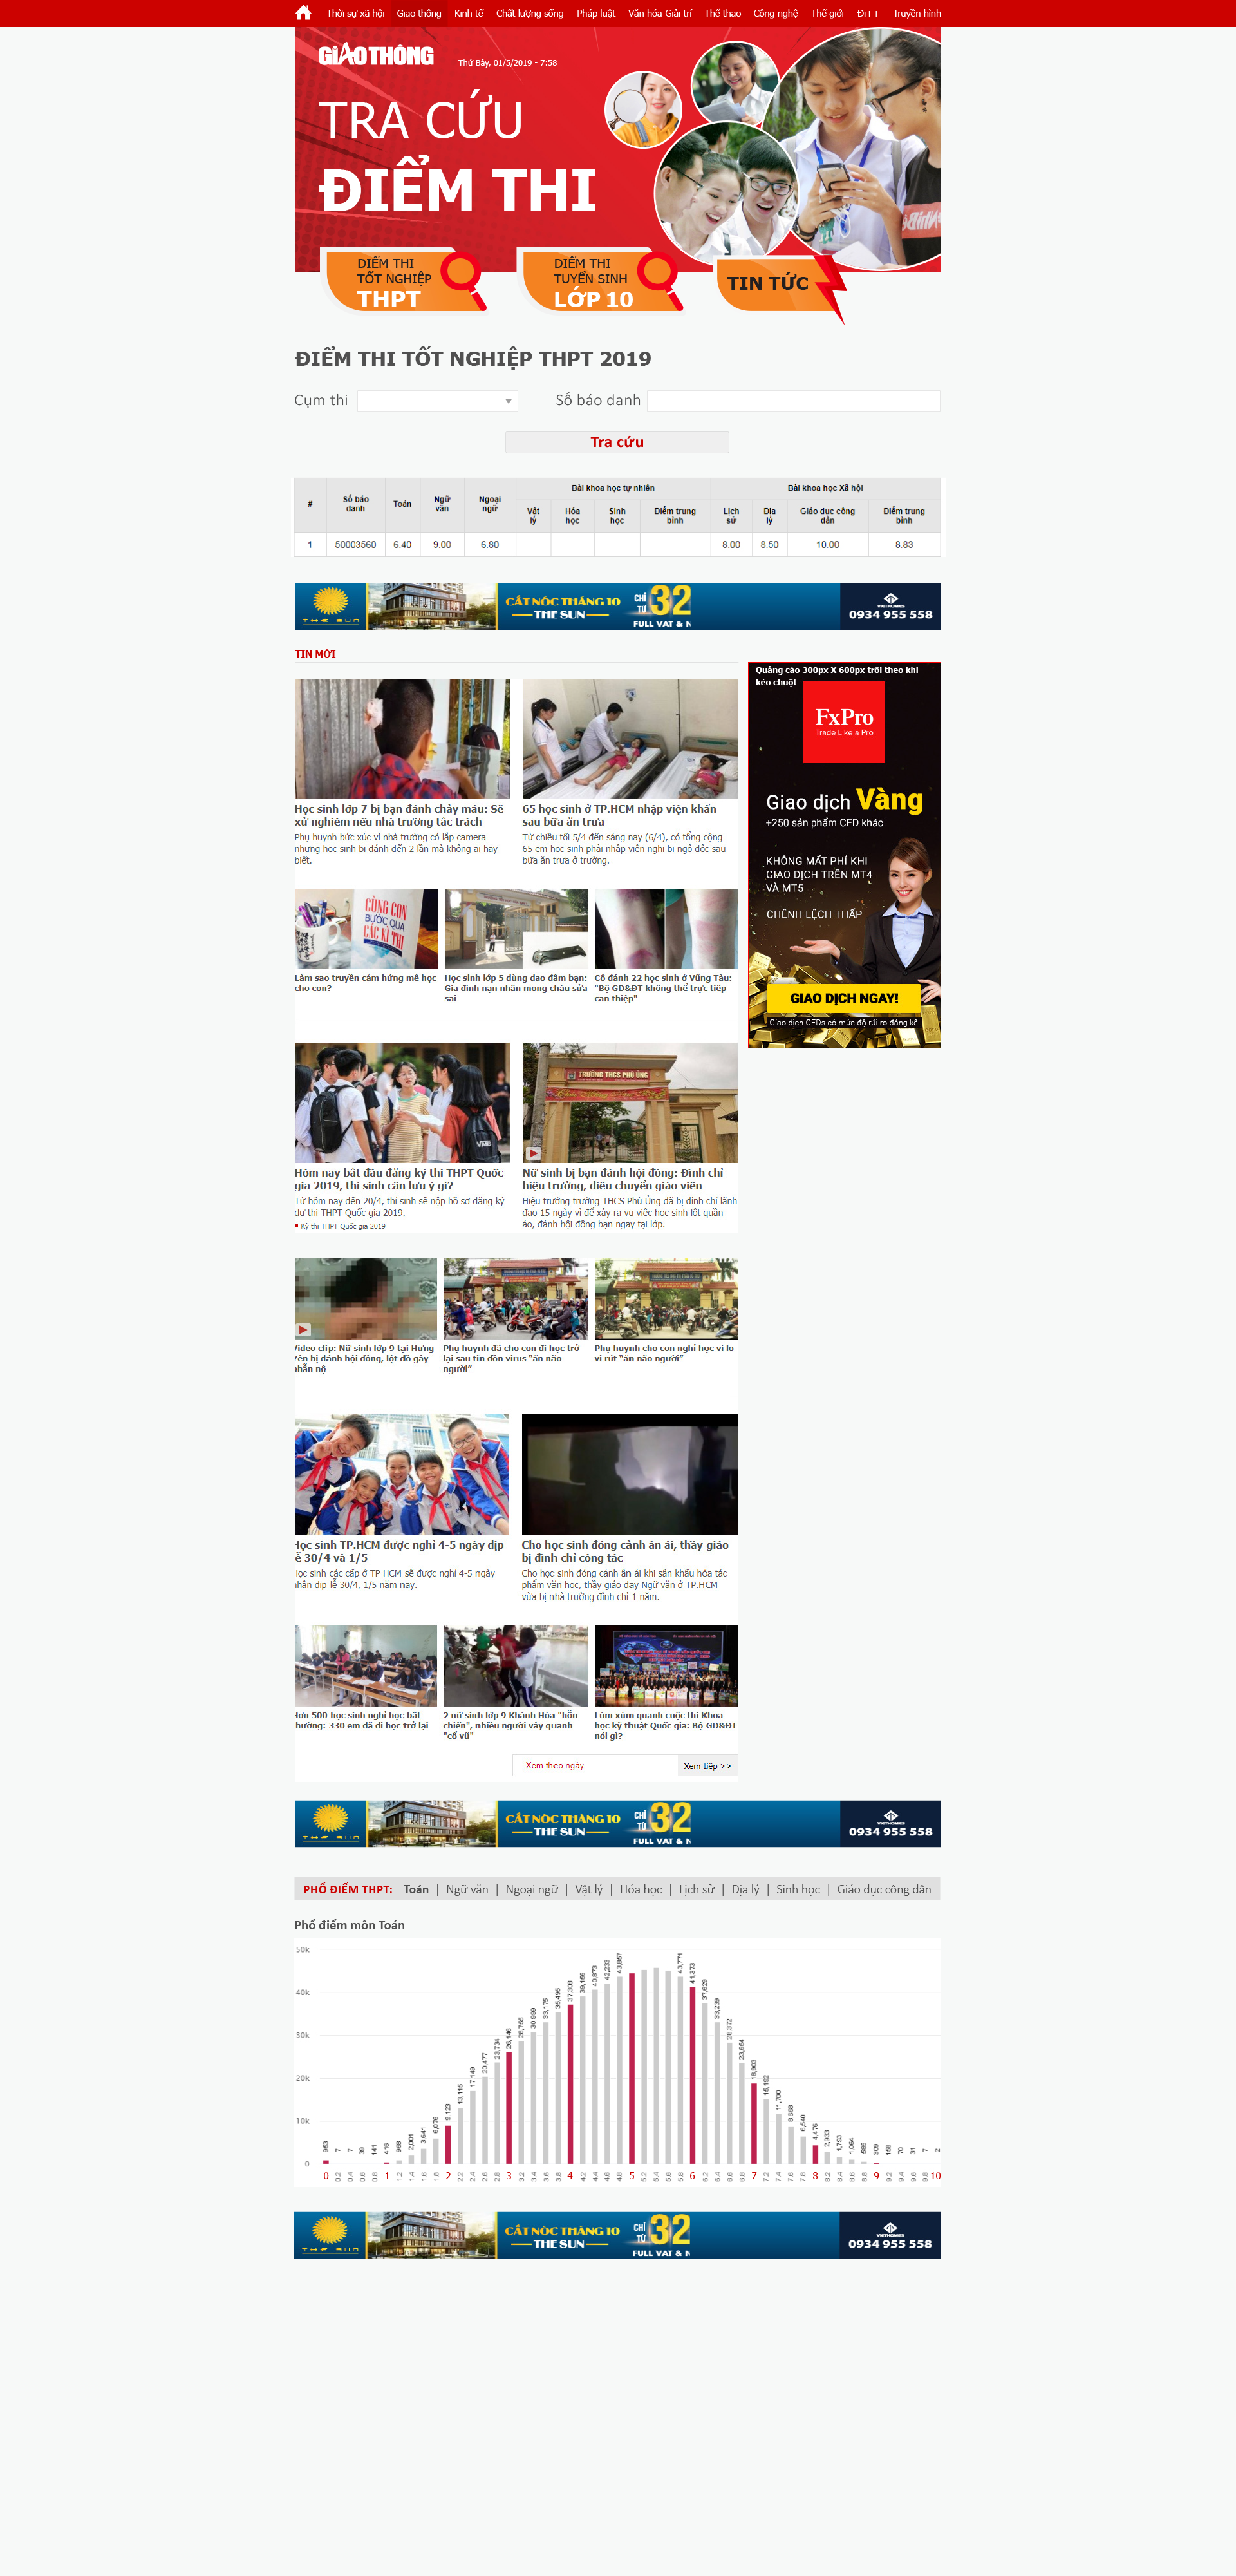 Thời sự-xã hội Giao thông Kinh tế Chất lượng sống Pháp luật Văn hóa-Giải trí Thể thao Công nghệ Thế giới Đi++ Truyền hình
GIAOTHÔNG
Thứ Bảy, 01/5/2019 - 7:58
TRA CỨU
ĐIỂM THI
ĐIỂM THI
TỐT NGHIỆP
THPT
ĐIỂM THI
TUYỂN SINH
LỚP 10
TIN TỨC
ĐIỂM THI TỐT NGHIỆP THPT 2019
Cụm thi Số báo danh
Tra cứu
# Số báo danh Toán Ngữ văn Ngoại ngữ Bài khoa học tự nhiên Bài khoa học Xã hội
Vật lý Hóa học Sinh học Điểm trung bình Lịch sử Địa lý Giáo dục công dân Điểm trung bình
1 50003560 6.40 9.00 6.80 8.00 8.50 10.00 8.83
THE SUN
CẤT NÓC THÁNG 10
THE SUN
CHỈ TỪ 32
FULL VAT &
VIETHOMES
0934 955 558
TIN MỚI
Quảng cáo 300px X 600px trôi theo khi
kéo chuột
FxPro
Trade Like a Pro
Giao dịch Vàng
+250 sản phẩm CFD khác
KHÔNG MẤT PHÍ KHI
GIAO DỊCH TRÊN MT4
VÀ MT5
CHÊNH LỆCH THẤP
GIAO DỊCH NGAY!
Giao dịch CFDs có mức độ rủi ro đáng kể.
Học sinh lớp 7 bị bạn đánh chảy máu: Sẽ
xử nghiêm nếu nhà trường tắc trách
Phụ huynh bức xúc vì nhà trường có lắp camera
nhưng học sinh bị đánh đến 2 lần mà không ai hay
biết.
65 học sinh ở TP.HCM nhập viện khẩn
sau bữa ăn trưa
Từ chiều tối 5/4 đến sáng nay (6/4), có tổng cộng
65 em học sinh phải nhập viện nghi bị ngộ độc sau
bữa ăn trưa ở trường.
CÙNG CON
BƯỚC QUA
CÁC KÌ THI
Làm sao truyền cảm hứng mê học
cho con?
Học sinh lớp 5 dùng dao đâm bạn:
Gia đình nạn nhân mong cháu sửa
sai
Cô đánh 22 học sinh ở Vũng Tàu:
"Bộ GD&ĐT không thể trực tiếp
can thiệp"
TRƯỜNG THCS PHÙ ỦNG
Hôm nay bắt đầu đăng ký thi THPT Quốc
gia 2019, thí sinh cần lưu ý gì?
Từ hôm nay đến 20/4, thí sinh sẽ nộp hồ sơ đăng ký
dự thi THPT Quốc gia 2019.
Kỳ thi THPT Quốc gia 2019
Nữ sinh bị bạn đánh hội đồng: Đình chỉ
hiệu trưởng, điều chuyển giáo viên
Hiệu trưởng trường THCS Phù Ủng đã bị đình chỉ lãnh
đạo 15 ngày vì để xảy ra vụ việc học sinh lột quần
áo, đánh hội đồng bạn ngay tại lớp.
Video clip: Nữ sinh lớp 9 tại Hưng
Yên bị đánh hội đồng, lột đồ gây
phẫn nộ
Phụ huynh đã cho con đi học trở
lại sau tin đồn virus “ăn não
người”
Phụ huynh cho con nghỉ học vì lo
vi rút “ăn não người”
Học sinh TP.HCM được nghỉ 4-5 ngày dịp
lễ 30/4 và 1/5
Học sinh các cấp ở TP HCM sẽ được nghỉ 4-5 ngày
nhân dịp lễ 30/4, 1/5 năm nay.
Cho học sinh đóng cảnh ân ái, thầy giáo
bị đình chỉ công tác
Cho học sinh đóng cảnh ân ái khi sân khấu hóa tác
phẩm văn học, thầy giáo dạy Ngữ văn ở TP.HCM
vừa bị nhà trường đình chỉ 1 năm.
Hơn 500 học sinh nghỉ học bất
thường: 330 em đã đi học trở lại
2 nữ sinh lớp 9 Khánh Hòa "hỗn
chiến", nhiều người vây quanh
"cổ vũ"
Lùm xùm quanh cuộc thi Khoa
học kỹ thuật Quốc gia: Bộ GD&ĐT
nói gì?
Xem theo ngày Xem tiếp >>
THE SUN
CẤT NÓC THÁNG 10
THE SUN
CHỈ TỪ 32
FULL VAT &
VIETHOMES
0934 955 558
PHỔ ĐIỂM THPT: Toán | Ngữ văn | Ngoại ngữ | Vật lý | Hóa học | Lịch sử | Địa lý | Sinh học | Giáo dục công dân
Phổ điểm môn Toán
50k
40k
30k
20k
10k
0
953 7 7 39 141 416 968 2,001 3,641 6,076 9,123 13,115 17,149 20,477 23,734 26,146 28,755 30,999 33,175 35,495 37,308 39,156 40,873 42,233 43,857 43,771 41,373 37,629 33,239 28,372 23,654 18,903 15,192 11,700 8,668 6,540 4,476 2,933 1,793 1,064 595 309 158 70 31 7 2
0 0.2 0.4 0.6 0.8 1 1.2 1.4 1.6 1.8 2 2.2 2.4 2.6 2.8 3 3.2 3.4 3.6 3.8 4 4.2 4.4 4.6 4.8 5 5.2 5.4 5.6 5.8 6 6.2 6.4 6.6 6.8 7 7.2 7.4 7.6 7.8 8 8.2 8.4 8.6 8.8 9 9.2 9.4 9.6 9.8 10
THE SUN
CẤT NÓC THÁNG 10
THE SUN
CHỈ TỪ 32
FULL VAT &
VIETHOMES
0934 955 558